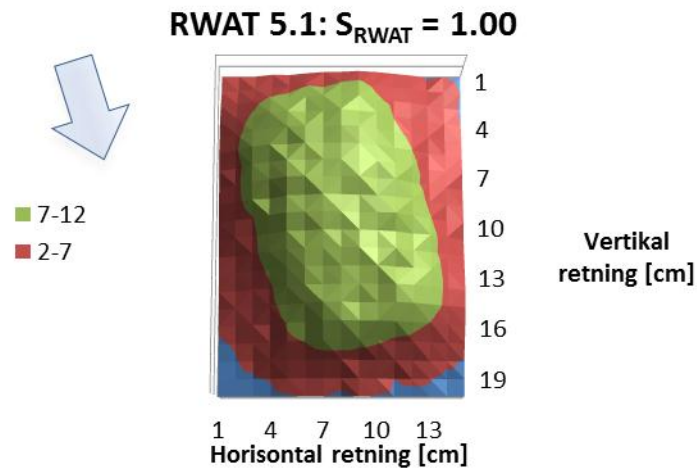 RWAT 5.1: SRWAT = 1.00
1
4
7
10
13
16
19
7-12
2-7
Vertikal
retning [cm]
1 4 7 10 13
Horisontal retning [cm]